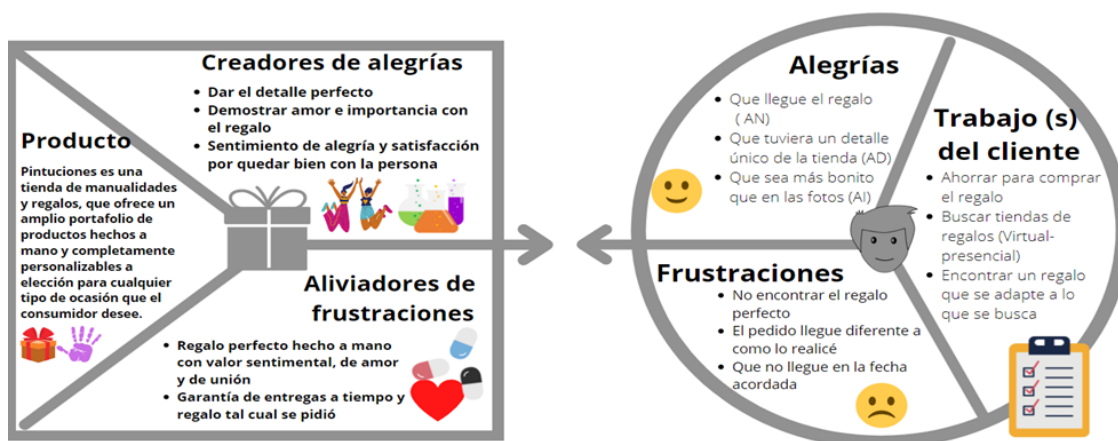 Creadores de alegrías
• Dar el detalle perfecto
• Demostrar amor e importancia con
el regalo
• Sentimiento de alegría y satisfacción
por quedar bien con la persona
Producto
Pintuciones es una
tienda de manualidades
y regalos, que ofrece un
amplio portafolio de
productos hechos a
mano y completamente
personalizables a
elección para cualquier
tipo de ocasión que el
consumidor desee.
Aliviadores de
frustraciones
• Regalo perfecto hecho a mano
con valor sentimental, de amor
y de unión
• Garantía de entregas a tiempo y
regalo tal cual se pidió
Alegrías
• Que llegue el regalo
( AN)
• Que tuviera un detalle
único de la tienda (AD)
• Que sea más bonito
que en las fotos (AI)
Trabajo (s)
del cliente
• Ahorrar para comprar
el regalo
• Buscar tiendas de
regalos (Virtual-
presencial)
• Encontrar un regalo
que se adapte a lo
que se busca
Frustraciones
• No encontrar el regalo
perfecto
• El pedido llegue diferente a
como lo realicé
• Que no llegue en la fecha
acordada